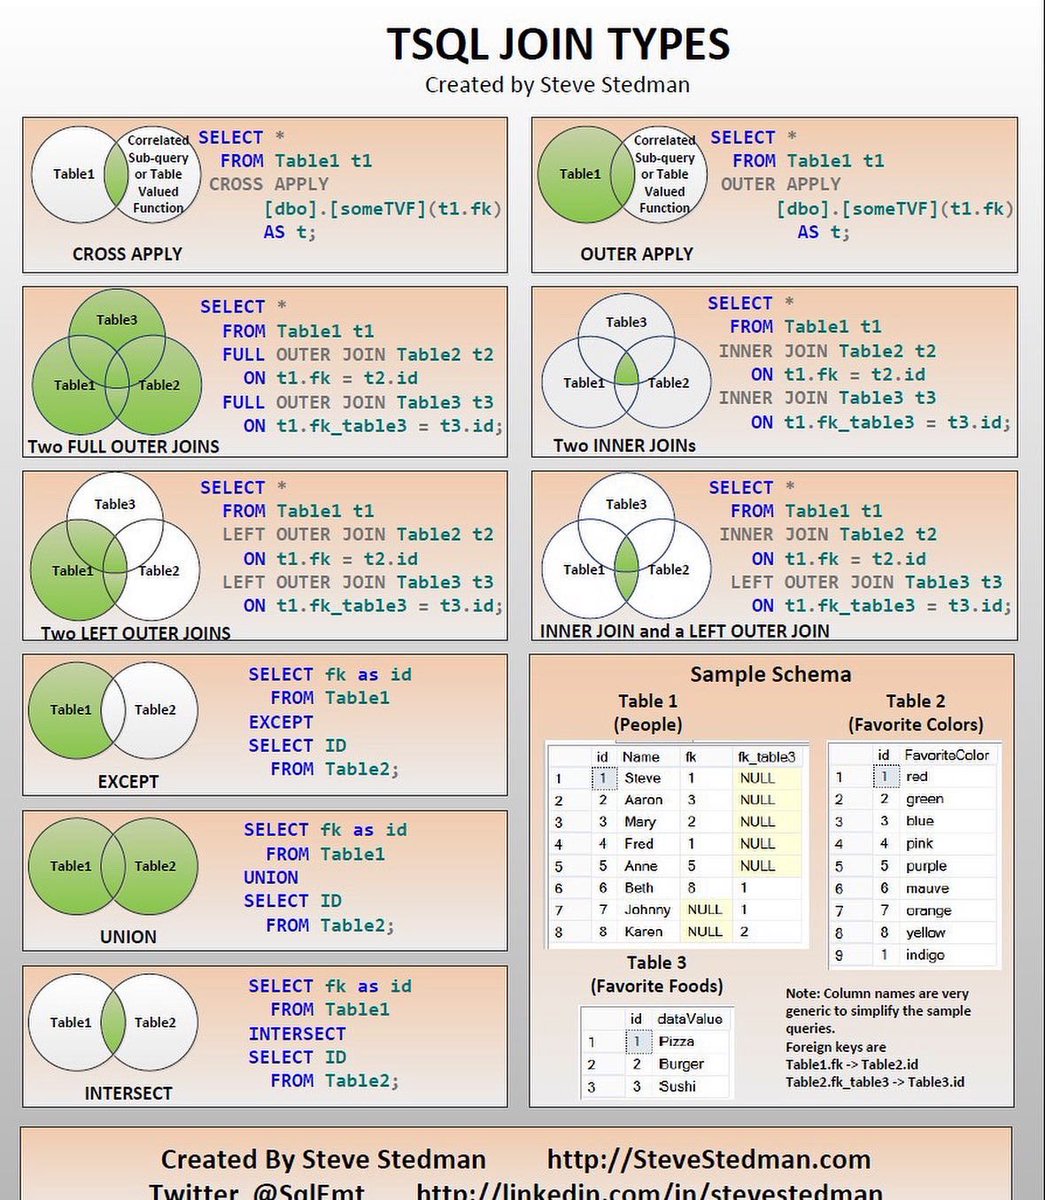 TSQL JOIN TYPES
Created by Steve Stedman
Table1
Correlated
Sub-query
or Table
Valued
Function
SELECT *
FROM Table1 t1
CROSS APPLY
[dbo].[someTVF](t1.fk)
AS t;
CROSS APPLY
Table1
Correlated
Sub-query
or Table
Valued
Function
SELECT *
FROM Table1 t1
OUTER APPLY
[dbo].[someTVF](t1.fk)
AS t;
OUTER APPLY
Table3
Table1 Table2
SELECT *
FROM Table1 t1
FULL OUTER JOIN Table2 t2
ON t1.fk = t2.id
FULL OUTER JOIN Table3 t3
ON t1.fk_table3 = t3.id;
Two FULL OUTER JOINS
Table3
Table1 Table2
SELECT *
FROM Table1 t1
INNER JOIN Table2 t2
ON t1.fk = t2.id
INNER JOIN Table3 t3
ON t1.fk_table3 = t3.id;
Two INNER JOINs
Table3
Table1 Table2
SELECT *
FROM Table1 t1
LEFT OUTER JOIN Table2 t2
ON t1.fk = t2.id
LEFT OUTER JOIN Table3 t3
ON t1.fk_table3 = t3.id;
Two LEFT OUTER JOINS
Table3
Table1 Table2
SELECT *
FROM Table1 t1
INNER JOIN Table2 t2
ON t1.fk = t2.id
LEFT OUTER JOIN Table3 t3
ON t1.fk_table3 = t3.id;
INNER JOIN and a LEFT OUTER JOIN
Table1 Table2
SELECT fk as id
FROM Table1
EXCEPT
SELECT ID
FROM Table2;
EXCEPT
Table1 Table2
SELECT fk as id
FROM Table1
UNION
SELECT ID
FROM Table2;
UNION
Table1 Table2
SELECT fk as id
FROM Table1
INTERSECT
SELECT ID
FROM Table2;
INTERSECT
Sample Schema
Table 1
(People)
id Name fk fk_table3
1 1 Steve 1 NULL
2 2 Aaron 3 NULL
3 3 Mary 2 NULL
4 4 Fred 1 NULL
5 5 Anne 5 NULL
6 6 Beth 8 1
7 7 Johnny NULL 1
8 8 Karen NULL 2
Table 2
(Favorite Colors)
id FavoriteColor
1 1 red
2 2 green
3 3 blue
4 4 pink
5 5 purple
6 6 mauve
7 7 orange
8 8 yellow
9 1 indigo
Table 3
(Favorite Foods)
id dataValue
1 1 Pizza
2 2 Burger
3 3 Sushi
Note: Column names are very
generic to simplify the sample
queries.
Foreign keys are
Table1.fk -> Table2.id
Table2.fk_table3 -> Table3.id
Created By Steve Stedman http://SteveStedman.com
Twitter @SqlEmt http://linkedin.com/in/stevestedman